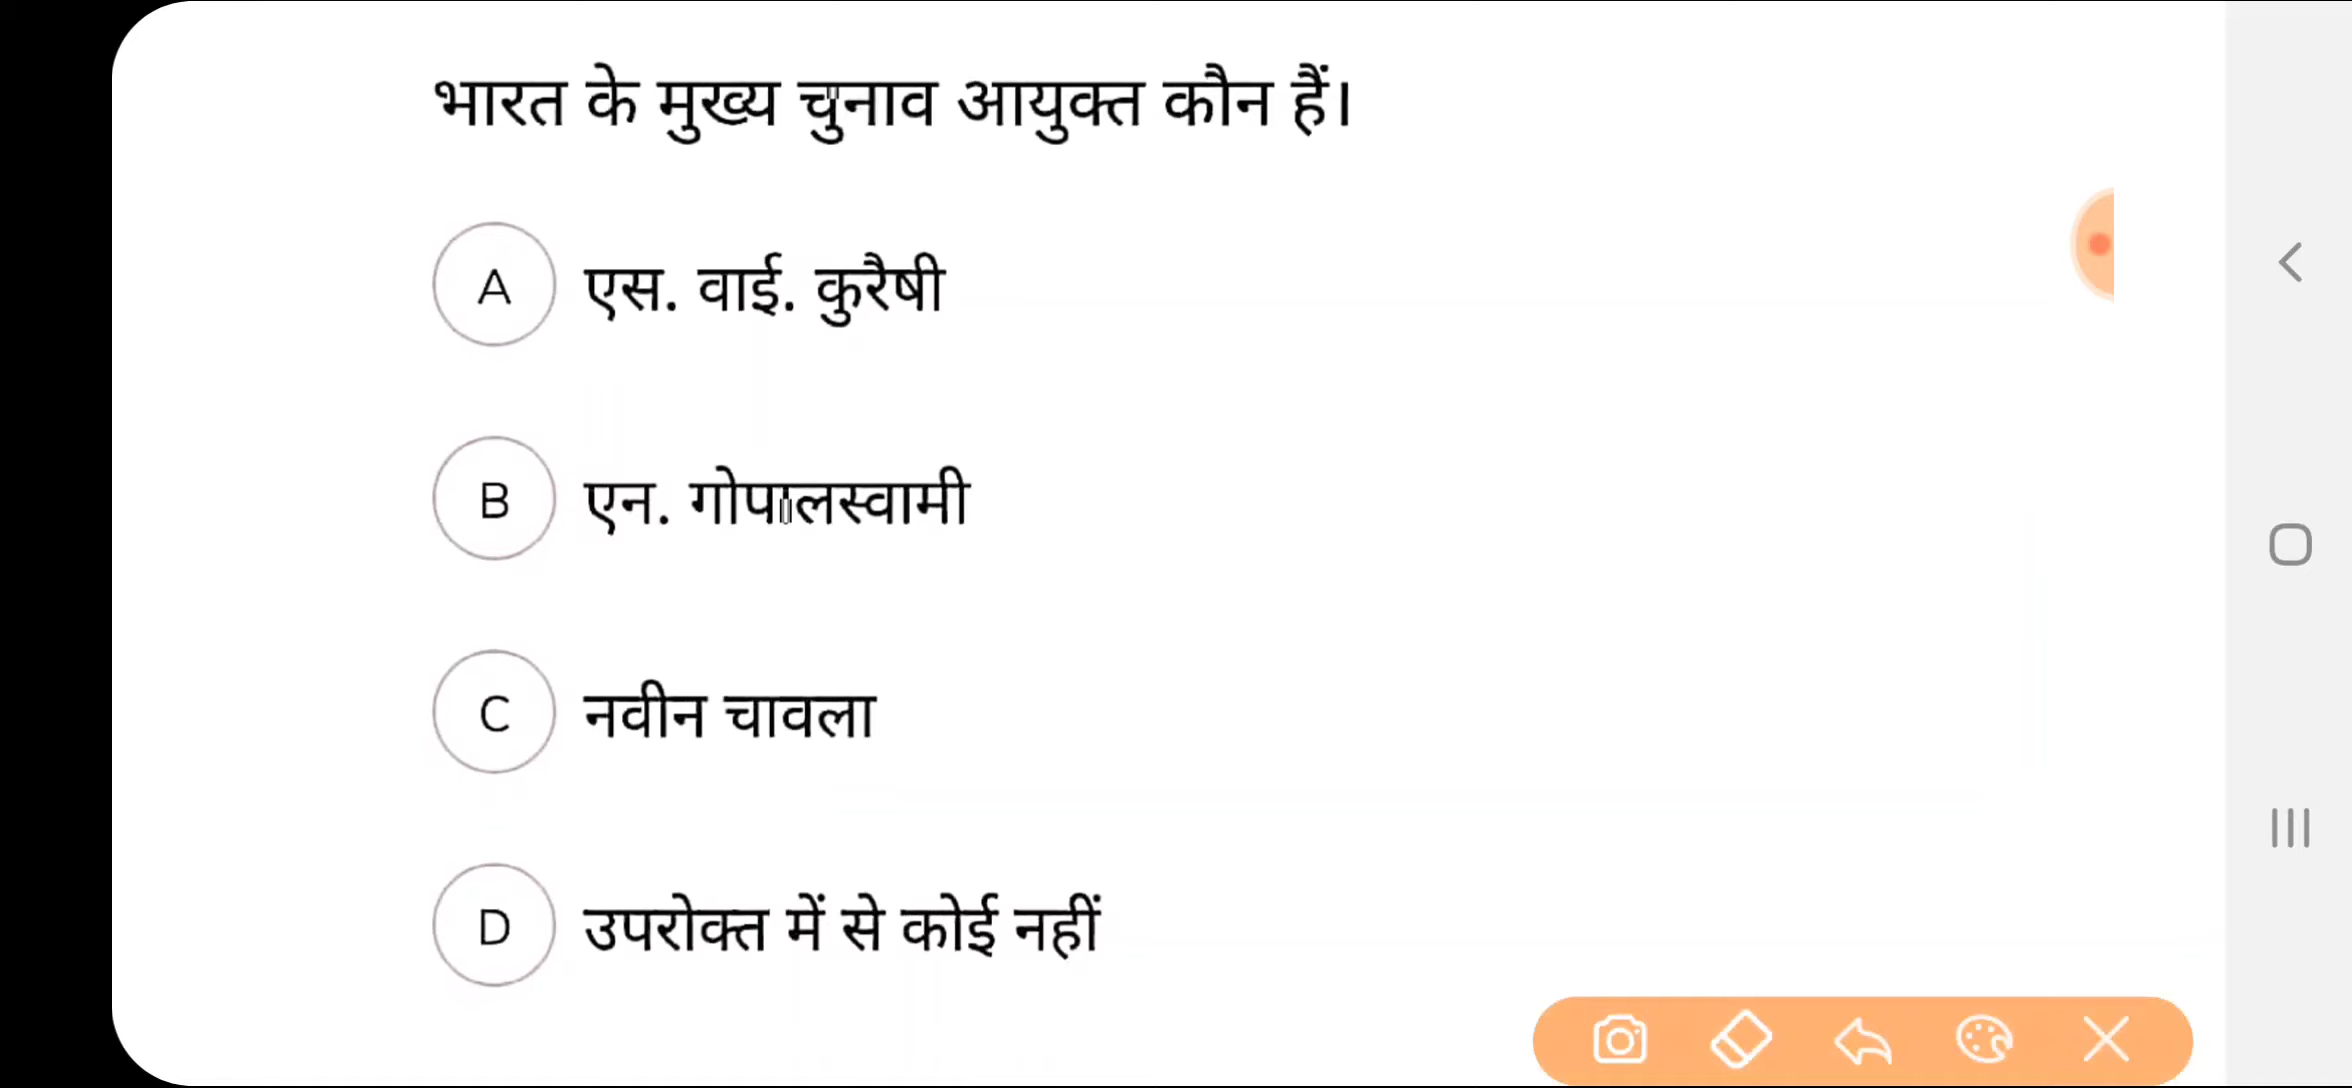 भारत के मुख्य चुनाव आयुक्त कौन हैं।
A एस. वाई. कुरैषी
B एन. गोपालस्वामी
C नवीन चावला
D उपरोक्त में से कोई नहीं